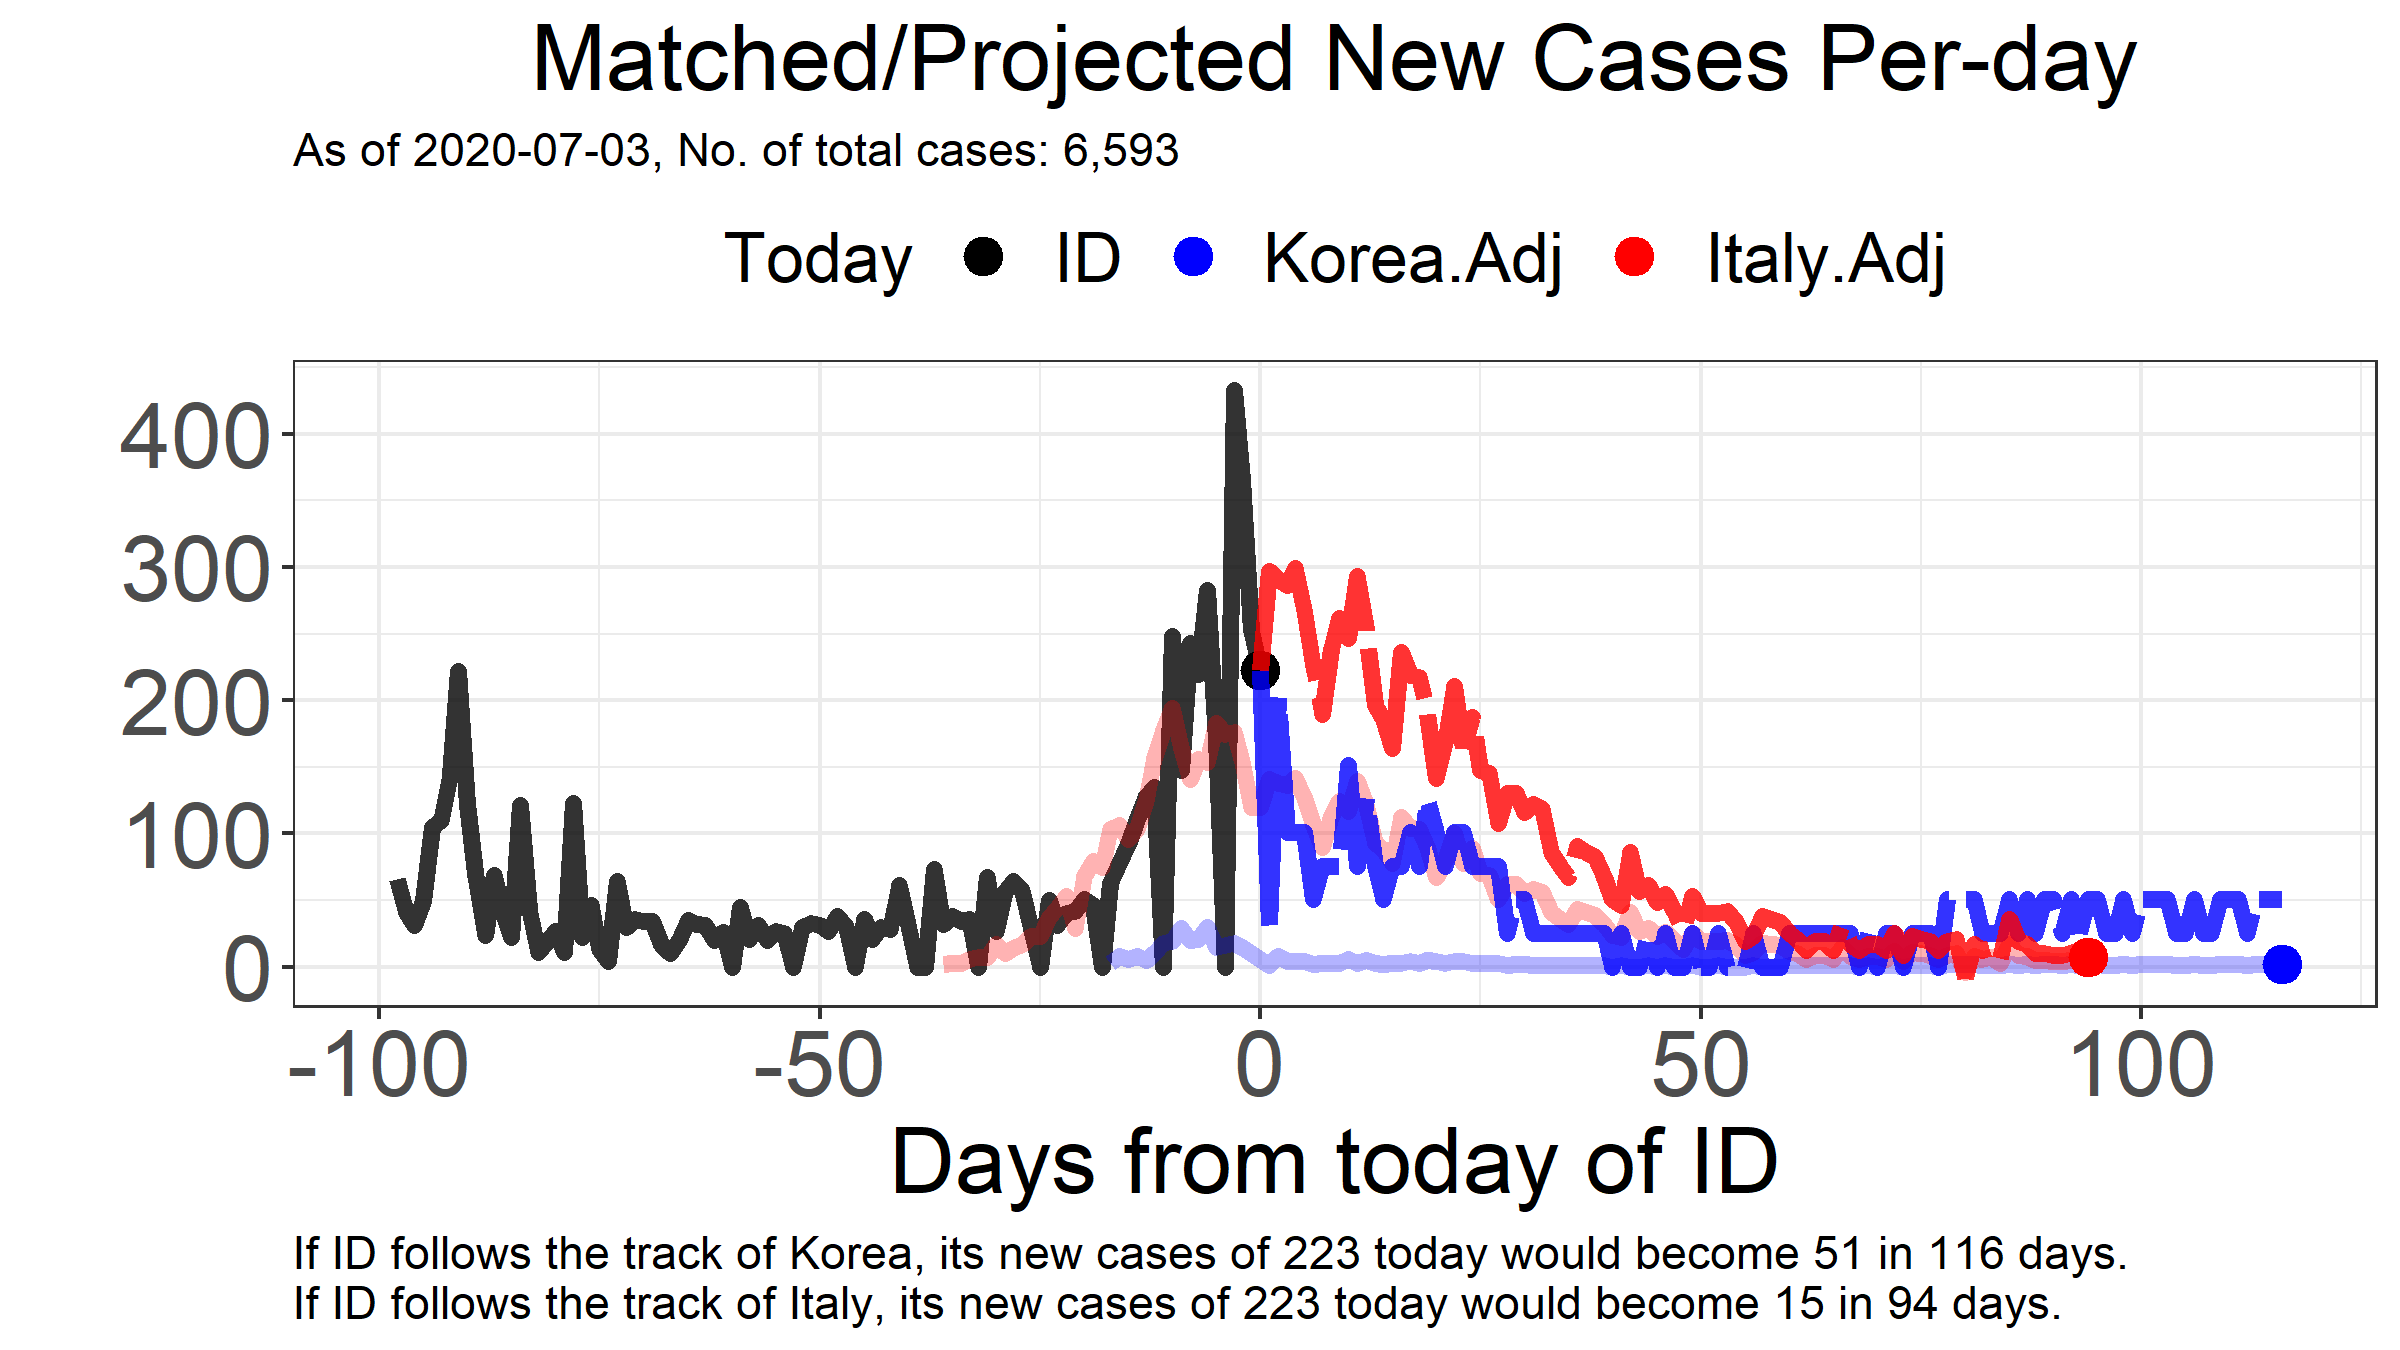 Matched/Projected New Cases Per-day
As of 2020-07-03, No. of total cases: 6,593
Today ID Korea.Adj Italy.Adj
400
300
200
100
0
-100 -50 0 50 100
Days from today of ID
If ID follows the track of Korea, its new cases of 223 today would become 51 in 116 days.
If ID follows the track of Italy, its new cases of 223 today would become 15 in 94 days.